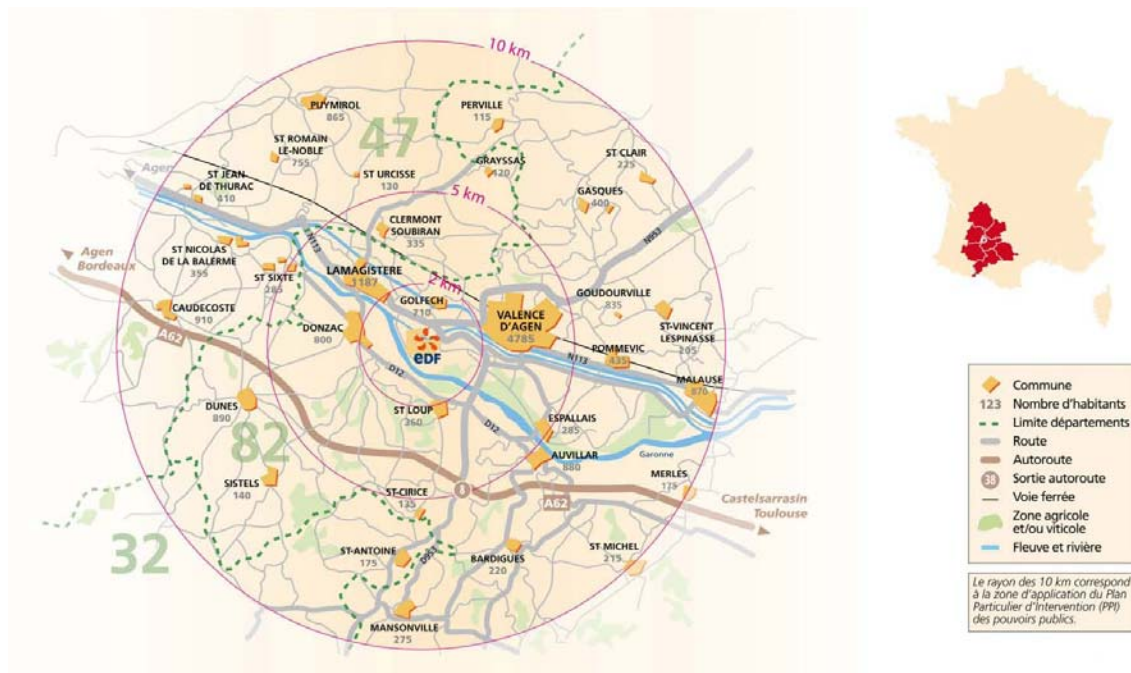 10 km
PUYMIROL
865
PERVILLE
115
47
ST ROMAIN
LE-NOBLE
755
GRAYSSAS
120
ST CLAIR
225
Agen
ST JEAN
DE THURAC
410
ST URCISSE
130
5 km
GASQUES
400
CLERMONT
SOUBIRAN
335
N113
N953
Agen
Bordeaux
ST NICOLAS
DE LA BALERME
355
ST SIXTE
285
LAMAGISTERE
1187
2 km
GOLFECH
710
CAUDECOSTE
910
A62
DONZAC
800
eDF
VALENCE
D'AGEN
4785
GOUDOURVILLE
835
ST-VINCENT
LESPINASSE
205
POMMEVIC
435
N113
MALAUSE
870
D12
DUNES
890
ST LOUP
360
D12
ESPALLAIS
285
Garonne
82
AUVILLAR
880
SISTELS
140
MERLES
175
ST-CIRICE
135
8
A62
Castelsarrasin
Toulouse
32
ST-ANTOINE
175
D953
BARDIGUES
220
ST MICHEL
215
MANSONVILLE
275
Commune
123 Nombre d'habitants
Limite départements
Route
Autoroute
38 Sortie autoroute
Voie ferrée
Zone agricole
et/ou viticole
Fleuve et rivière
Le rayon des 10 km correspond
à la zone d'application du Plan
Particulier d'Intervention (PPI)
des pouvoirs publics.